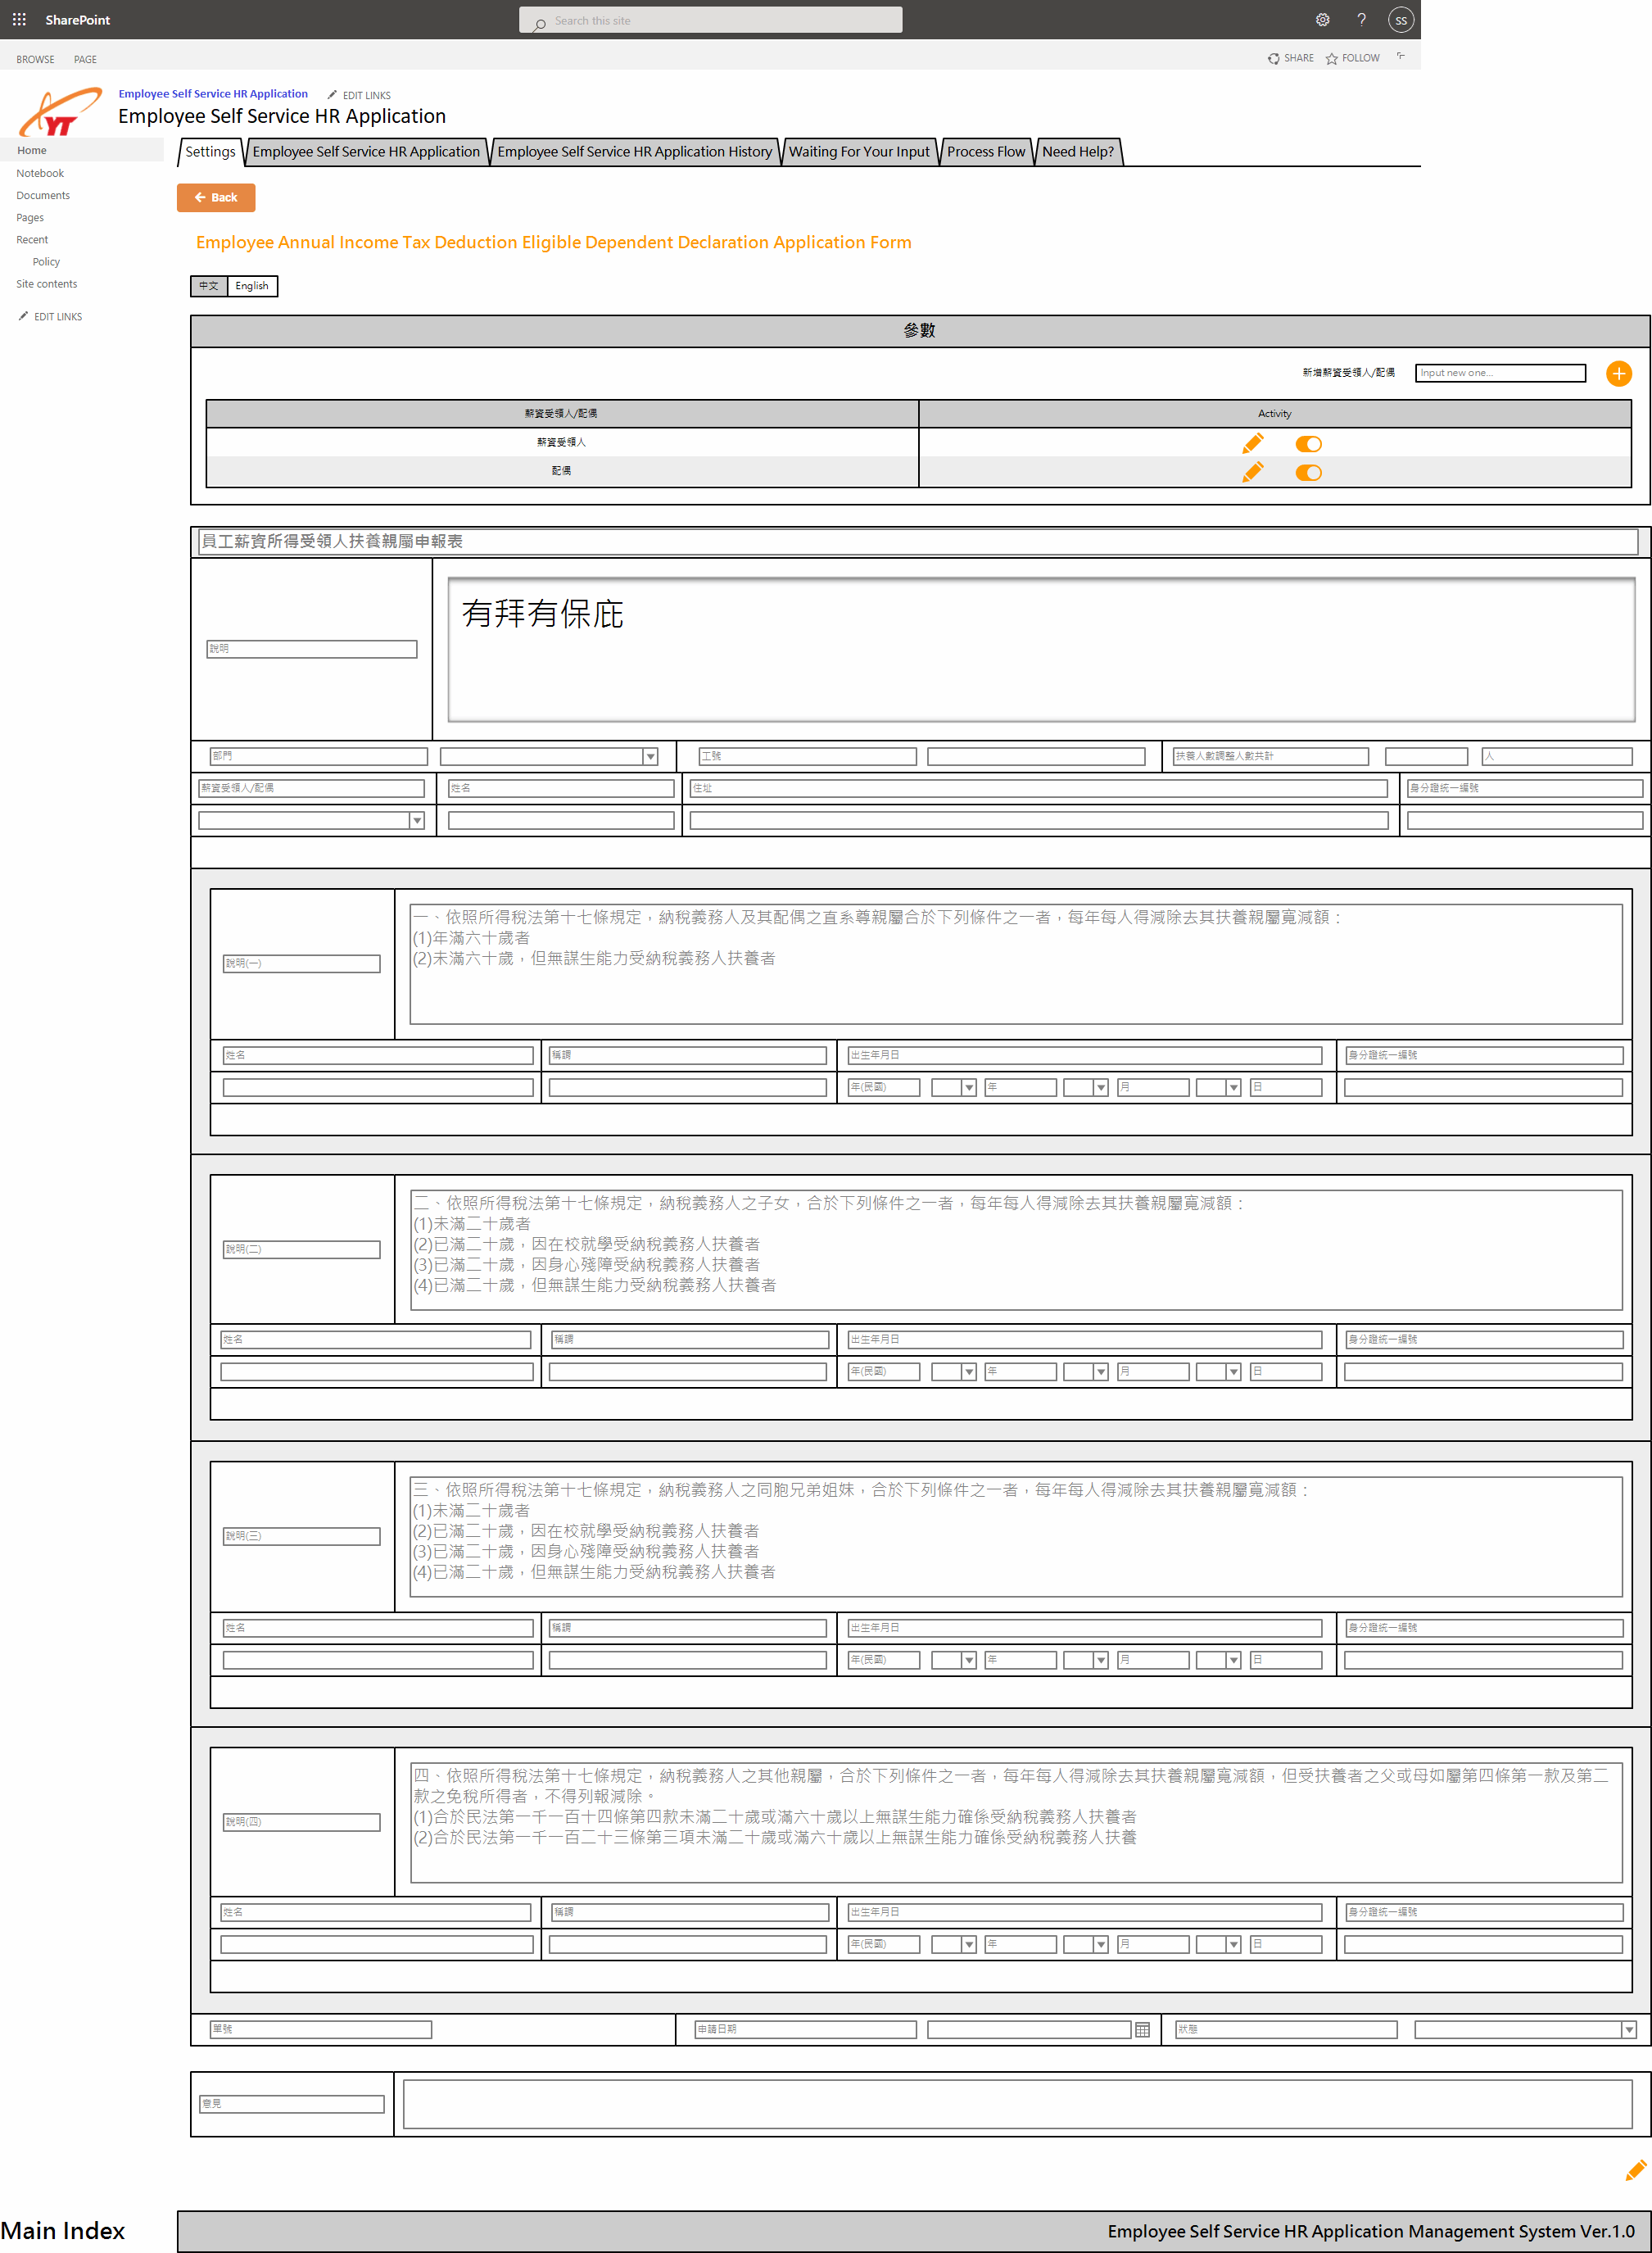 SharePoint
Search this site
?
SS
BROWSE PAGE
SHARE FOLLOW
YT
Employee Self Service HR Application EDIT LINKS
Employee Self Service HR Application
Home
Notebook
Documents
Pages
Recent
Policy
Site contents
EDIT LINKS
Settings Employee Self Service HR Application Employee Self Service HR Application History Waiting For Your Input Process Flow Need Help?
Back
Employee Annual Income Tax Deduction Eligible Dependent Declaration Application Form
中文 English
參數
新增薪資受領人/配偶 Input new one...
薪資受領人/配偶 Activity
薪資受領人
配偶
員工薪資所得受領人扶養親屬申報表
說明
有拜有保庇
部門 工號 扶養人數調整人數共計 人
薪資受領人/配偶 姓名 住址 身分證統一編號
說明(一)
一、依照所得稅法第十七條規定，納稅義務人及其配偶之直系尊親屬合於下列條件之一者，每年每人得減除去其扶養親屬寬減額：
(1)年滿六十歲者
(2)未滿六十歲，但無謀生能力受納稅義務人扶養者
姓名 稱謂 出生年月日 身分證統一編號
年(民國) 年 月 日
說明(二)
二、依照所得稅法第十七條規定，納稅義務人之子女，合於下列條件之一者，每年每人得減除去其扶養親屬寬減額：
(1)未滿二十歲者
(2)已滿二十歲，因在校就學受納稅義務人扶養者
(3)已滿二十歲，因身心殘障受納稅義務人扶養者
(4)已滿二十歲，但無謀生能力受納稅義務人扶養者
姓名 稱謂 出生年月日 身分證統一編號
年(民國) 年 月 日
說明(三)
三、依照所得稅法第十七條規定，納稅義務人之同胞兄弟姐妹，合於下列條件之一者，每年每人得減除去其扶養親屬寬減額：
(1)未滿二十歲者
(2)已滿二十歲，因在校就學受納稅義務人扶養者
(3)已滿二十歲，因身心殘障受納稅義務人扶養者
(4)已滿二十歲，但無謀生能力受納稅義務人扶養者
姓名 稱謂 出生年月日 身分證統一編號
年(民國) 年 月 日
說明(四)
四、依照所得稅法第十七條規定，納稅義務人之其他親屬，合於下列條件之一者，每年每人得減除去其扶養親屬寬減額，但受扶養者之父或母如屬第四條第一款及第二
款之免稅所得者，不得列報減除。
(1)合於民法第一千一百十四條第四款未滿二十歲或滿六十歲以上無謀生能力確係受納稅義務人扶養者
(2)合於民法第一千一百二十三條第三項未滿二十歲或滿六十歲以上無謀生能力確係受納稅義務人扶養
姓名 稱謂 出生年月日 身分證統一編號
年(民國) 年 月 日
單號 申請日期 狀態
意見
Main Index
Employee Self Service HR Application Management System Ver.1.0